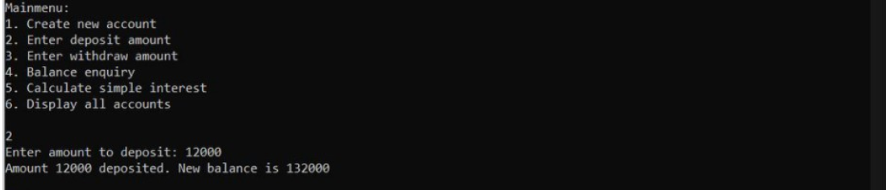 Mainmenu:
1. Create new account
2. Enter deposit amount
3. Enter withdraw amount
4. Balance enquiry
5. Calculate simple interest
6. Display all accounts
2
Enter amount to deposit: 12000
Amount 12000 deposited. New balance is 132000